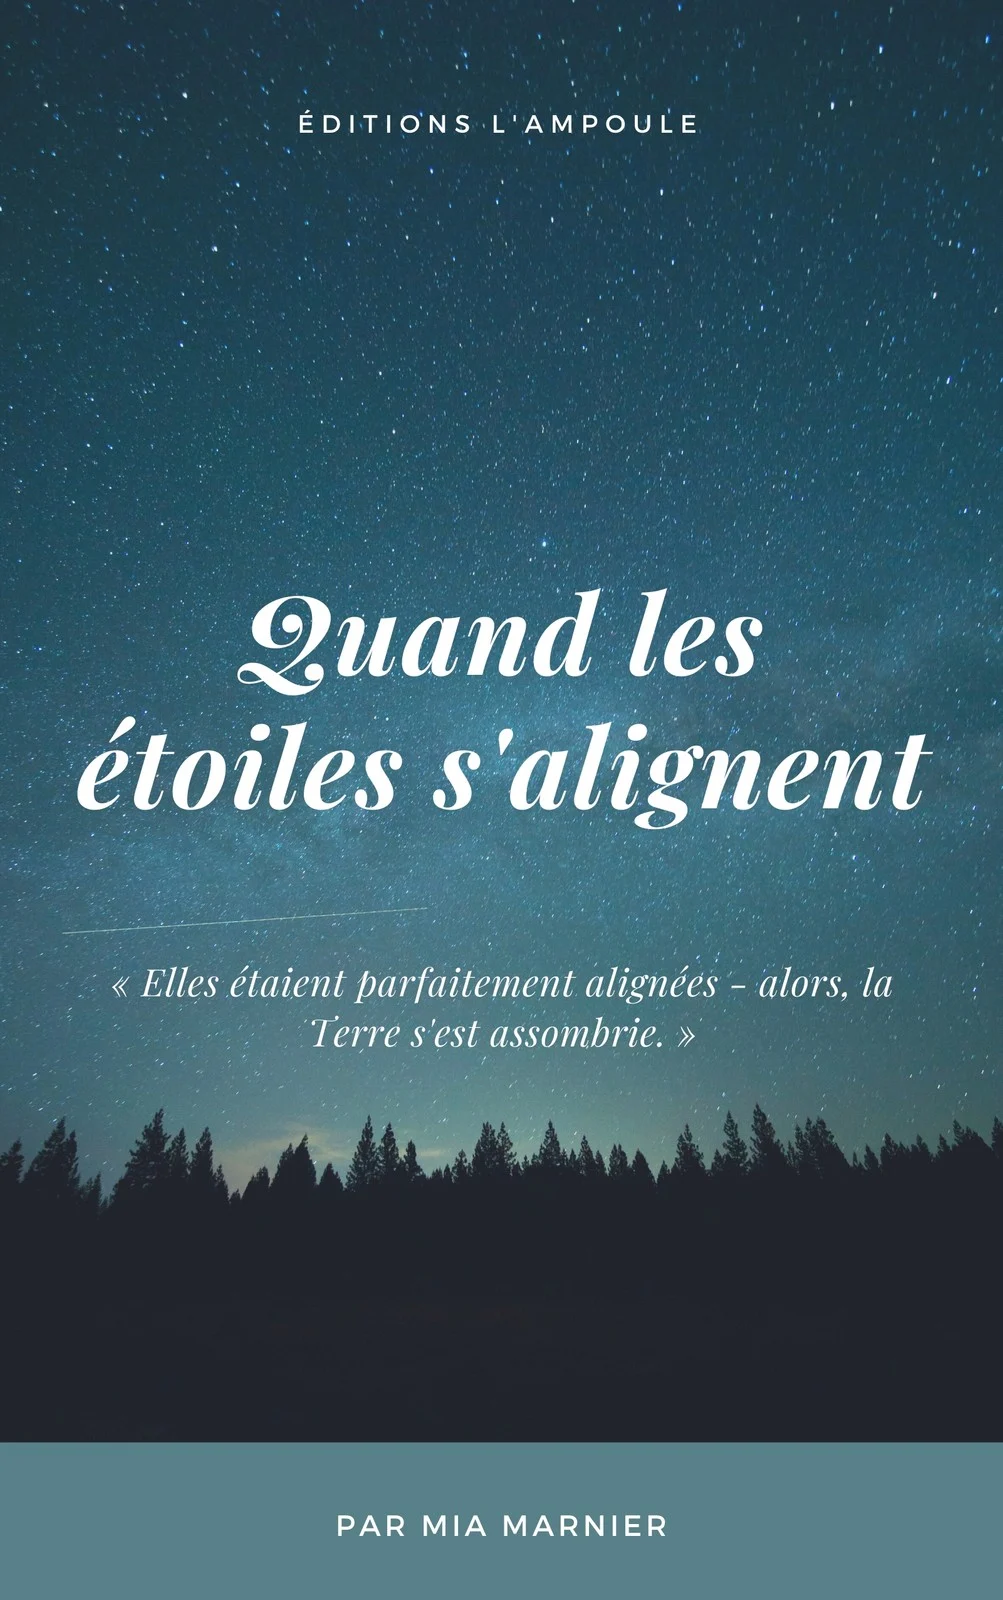 ÉDITIONS L'AMPOULE
Quand les
étoiles s'alignent
« Elles étaient parfaitement alignées - alors, la
Terre s'est assombrie. »
PAR MIA MARNIER